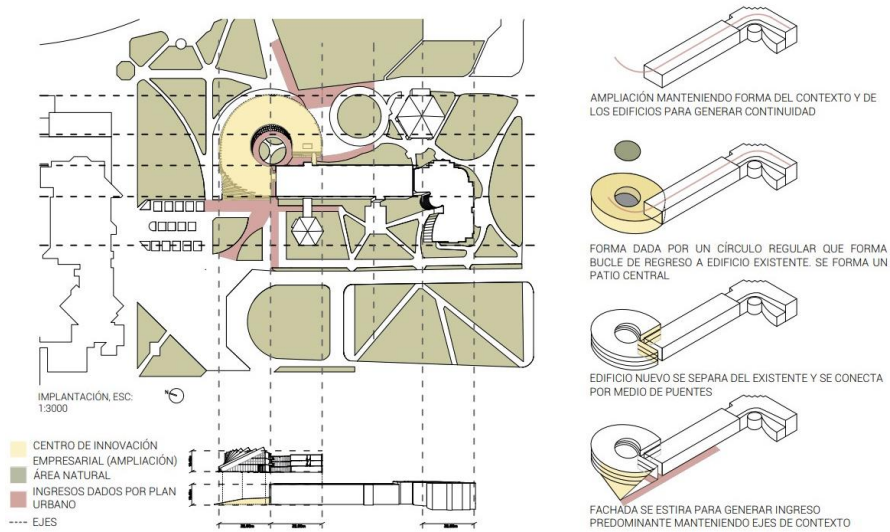 AMPLIACIÓN MANTENIENDO FORMA DEL CONTEXTO Y DE
LOS EDIFICIOS PARA GENERAR CONTINUIDAD
FORMA DADA POR UN CÍRCULO REGULAR QUE FORMA
BUCLE DE REGRESO A EDIFICIO EXISTENTE. SE FORMA UN
PATIO CENTRAL
EDIFICIO NUEVO SE SEPARA DEL EXISTENTE Y SE CONECTA
POR MEDIO DE PUENTES
FACHADA SE ESTIRA PARA GENERAR INGRESO
PREDOMINANTE MANTENIENDO EJES DE CONTEXTO
IMPLANTACIÓN, ESC:
1:3000
N
CENTRO DE INNOVACIÓN
EMPRESARIAL (AMPLIACIÓN)
ÁREA NATURAL
INGRESOS DADOS POR PLAN
URBANO
EJES